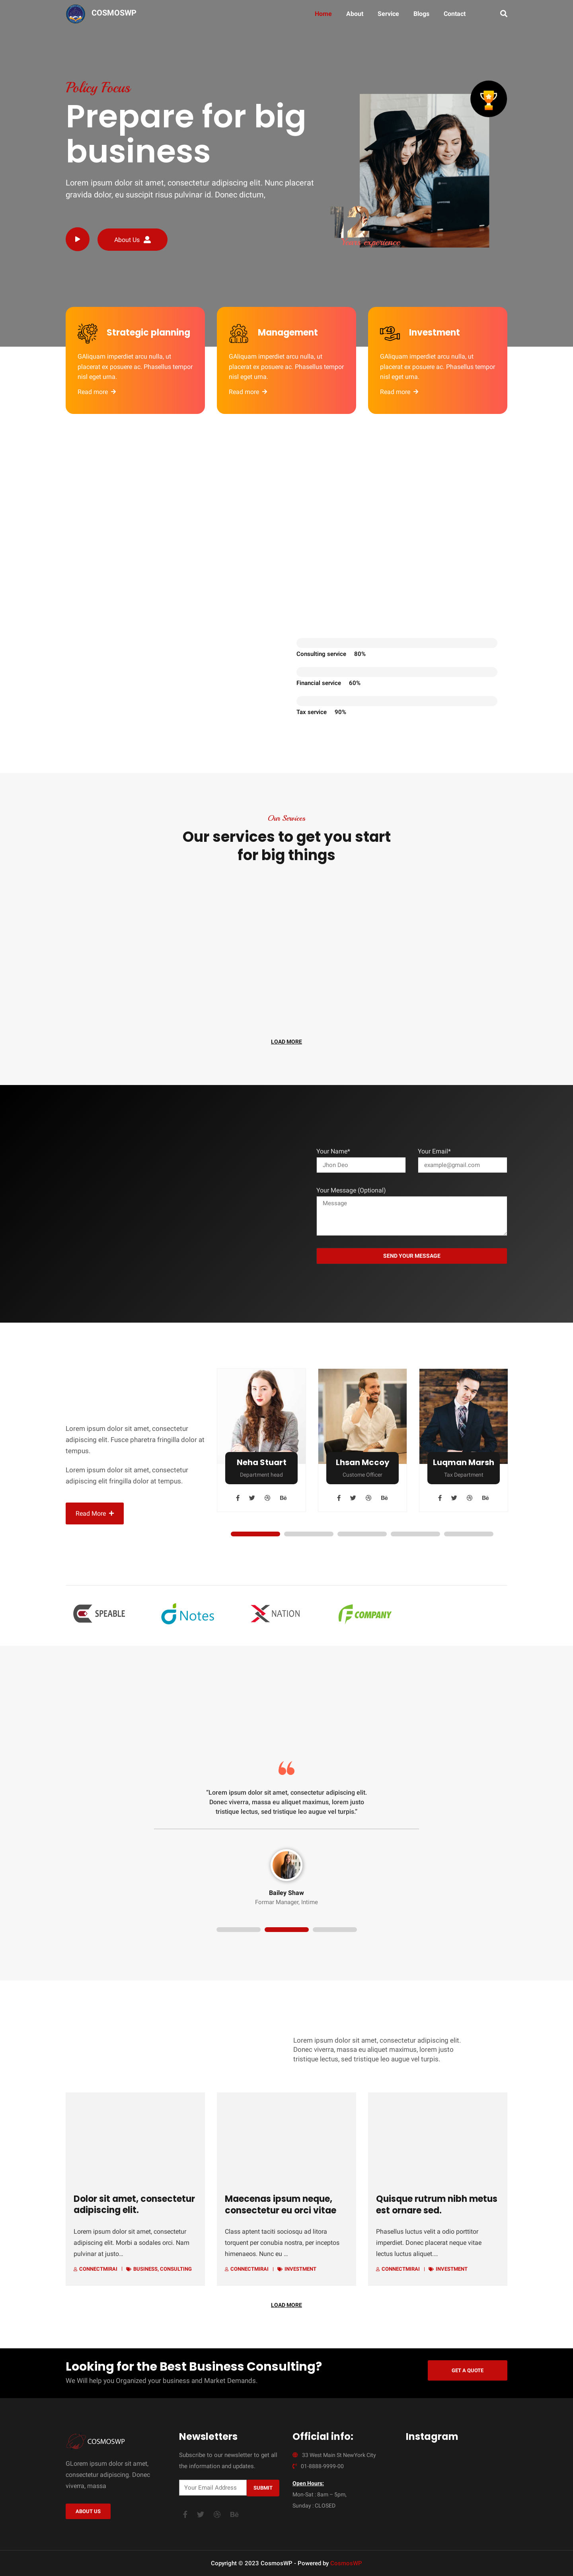 COSMOSWP
Home About Service Blogs Contact
Policy Focus
Prepare for big
business
Lorem ipsum dolor sit amet, consectetur adipiscing elit. Nunc placerat
gravida dolor, eu suscipit risus pulvinar id. Donec dictum,
About Us
experience
Strategic planning
GAliquam imperdiet arcu nulla, ut
placerat ex posuere ac. Phasellus tempor
nisl eget urna.
Read more
Management
GAliquam imperdiet arcu nulla, ut
placerat ex posuere ac. Phasellus tempor
nisl eget urna.
Read more
Investment
GAliquam imperdiet arcu nulla, ut
placerat ex posuere ac. Phasellus tempor
nisl eget urna.
Read more
Consulting service 80%
Financial service 60%
Tax service 90%
Our Services
Our services to get you start
for big things
LOAD MORE
Your Name*
Jhon Deo
Your Email*
example@gmail.com
Your Message (Optional)
Message
SEND YOUR MESSAGE
Lorem ipsum dolor sit amet, consectetur
adipiscing elit. Fusce pharetra fringilla dolor at
tempus.
Lorem ipsum dolor sit amet, consectetur
adipiscing elit fringilla dolor at tempus.
Read More
Neha Stuart
Department head
Lhsan Mccoy
Custome Officer
Luqman Marsh
Tax Department
SPEABLE
Notes
NATION
COMPANY
“Lorem ipsum dolor sit amet, consectetur adipiscing elit.
Donec viverra, massa eu aliquet maximus, lorem justo
tristique lectus, sed tristique leo augue vel turpis.”
Bailey Shaw
Formar Manager, Intime
Lorem ipsum dolor sit amet, consectetur adipiscing elit.
Donec viverra, massa eu aliquet maximus, lorem justo
tristique lectus, sed tristique leo augue vel turpis.
Dolor sit amet, consectetur
adipiscing elit.
Lorem ipsum dolor sit amet, consectetur
adipiscing elit. Morbi a sodales orci. Nam
pulvinar at justo...
CONNECTMIRAI | BUSINESS, CONSULTING
Maecenas ipsum neque,
consectetur eu orci vitae
Class aptent taciti sociosqu ad litora
torquent per conubia nostra, per inceptos
himenaeos. Nunc eu ...
CONNECTMIRAI | INVESTMENT
Quisque rutrum nibh metus
est ornare sed.
Phasellus luctus velit a odio porttitor
imperdiet. Donec placerat neque vitae
lectus luctus aliquet....
CONNECTMIRAI | INVESTMENT
LOAD MORE
Looking for the Best Business Consulting?
We Will help you Organized your business and Market Demands.
GET A QUOTE
COSMOSWP
GLorem ipsum dolor sit amet,
consectetur adipiscing. Donec
viverra, massa
ABOUT US
Newsletters
Subscribe to our newsletter to get all
the information and updates.
Your Email Address
SUBMIT
Official info:
33 West Main St NewYork City
01-8888-9999-00
Open Hours:
Mon-Sat : 8am – 5pm,
Sunday : CLOSED
Instagram
Copyright © 2023 CosmosWP - Powered by CosmosWP